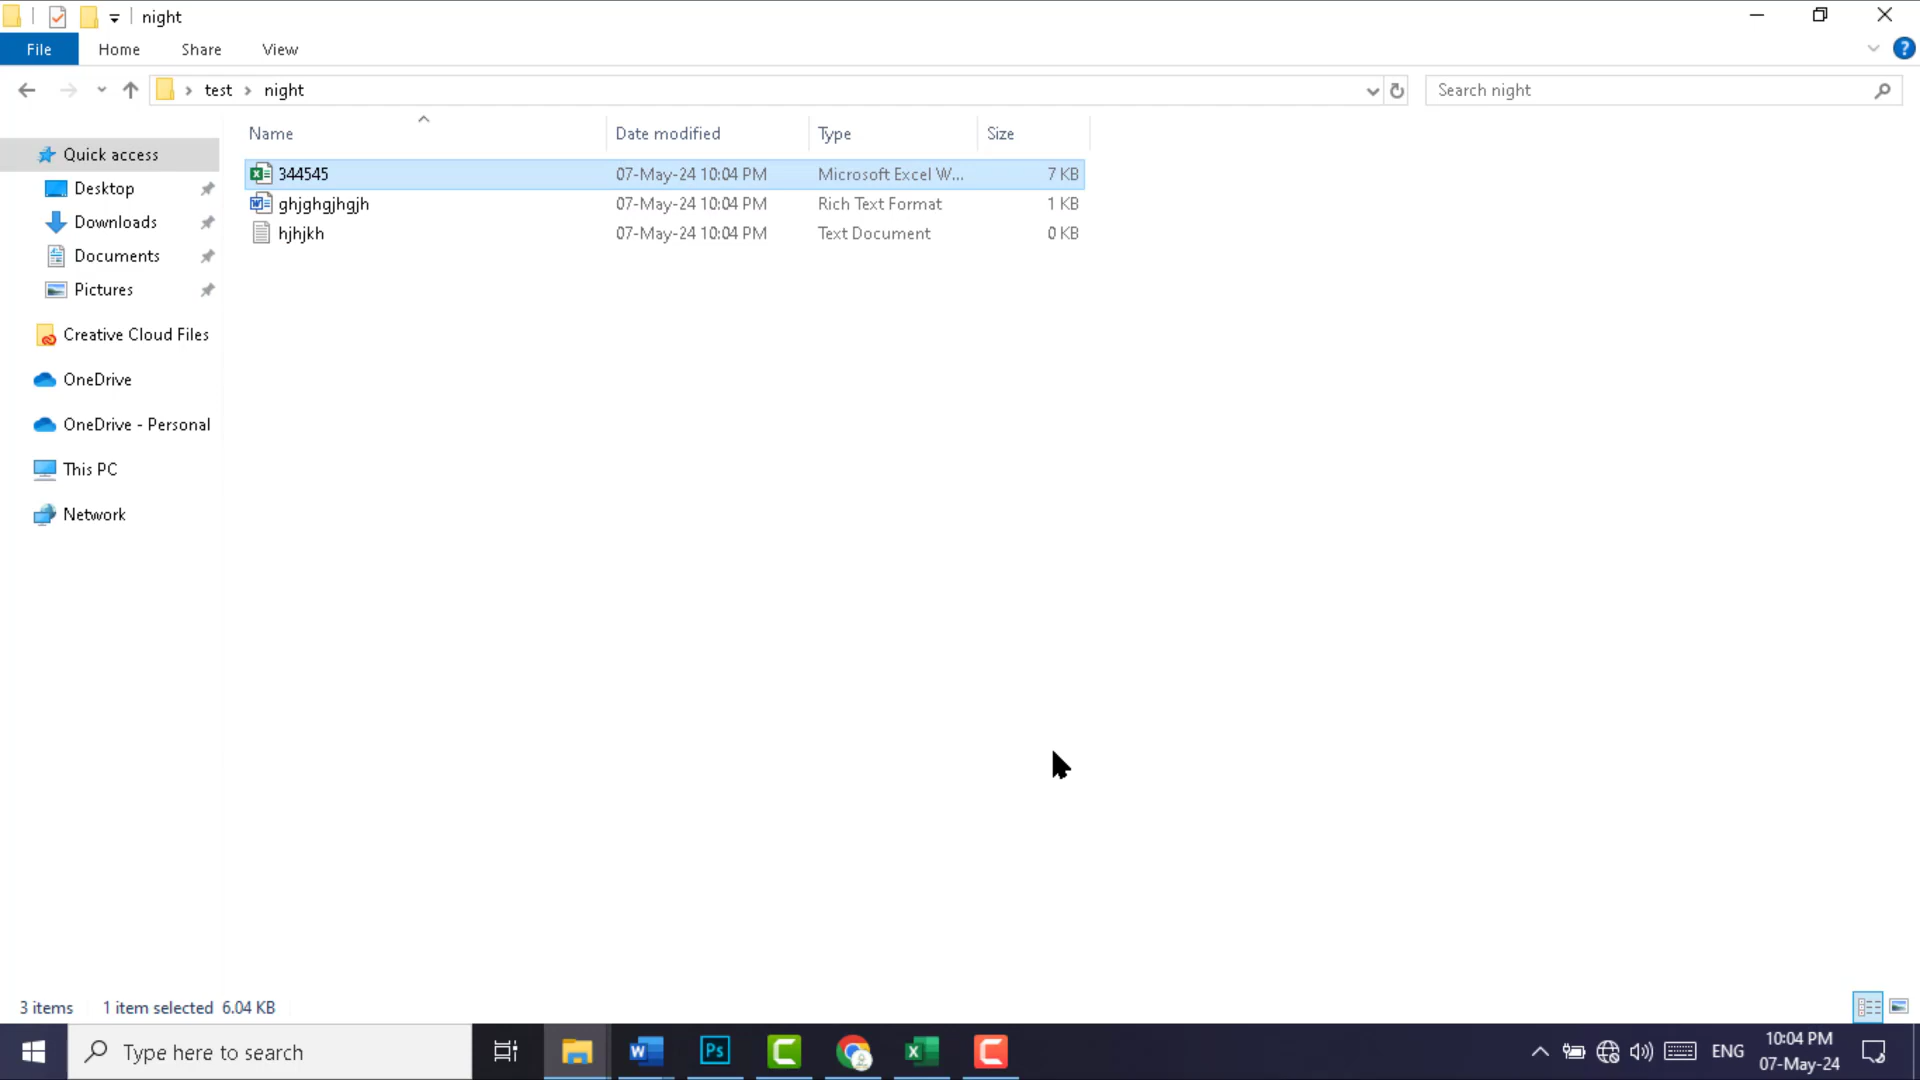 night
File Home Share View
test night
Search night
Name Date modified Type Size
Quick access
Desktop
Downloads
Documents
Pictures
Creative Cloud Files
OneDrive
OneDrive - Personal
This PC
Network
344545 07-May-24 10:04 PM Microsoft Excel W... 7 KB
ghjghgjhgjh 07-May-24 10:04 PM Rich Text Format 1 KB
hjhjkh 07-May-24 10:04 PM Text Document 0 KB
3 items 1 item selected 6.04 KB
Type here to search
Ps
ENG
10:04 PM
07-May-24